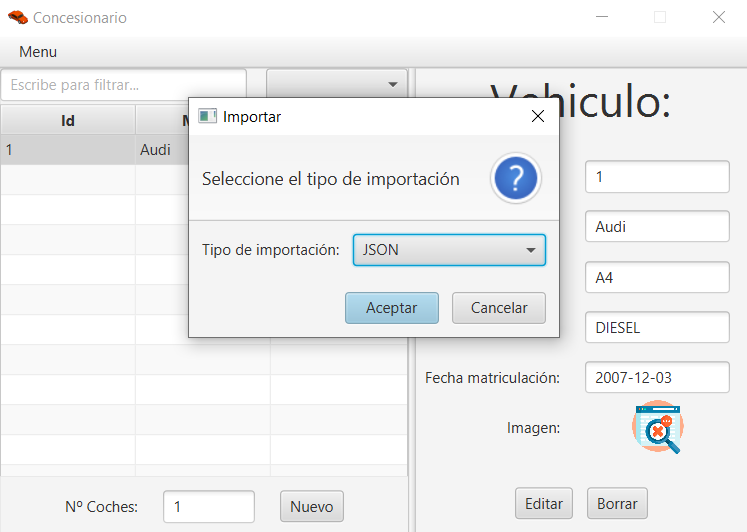 Concesionario
Menu
Escribe para filtrar...
Vehiculo:
Id
1
Audi
Importar
Seleccione el tipo de importación
?
Tipo de importación:
JSON
Aceptar
Cancelar
1
Audi
A4
DIESEL
Fecha matriculación:
2007-12-03
Imagen:
Nº Coches:
1
Nuevo
Editar
Borrar